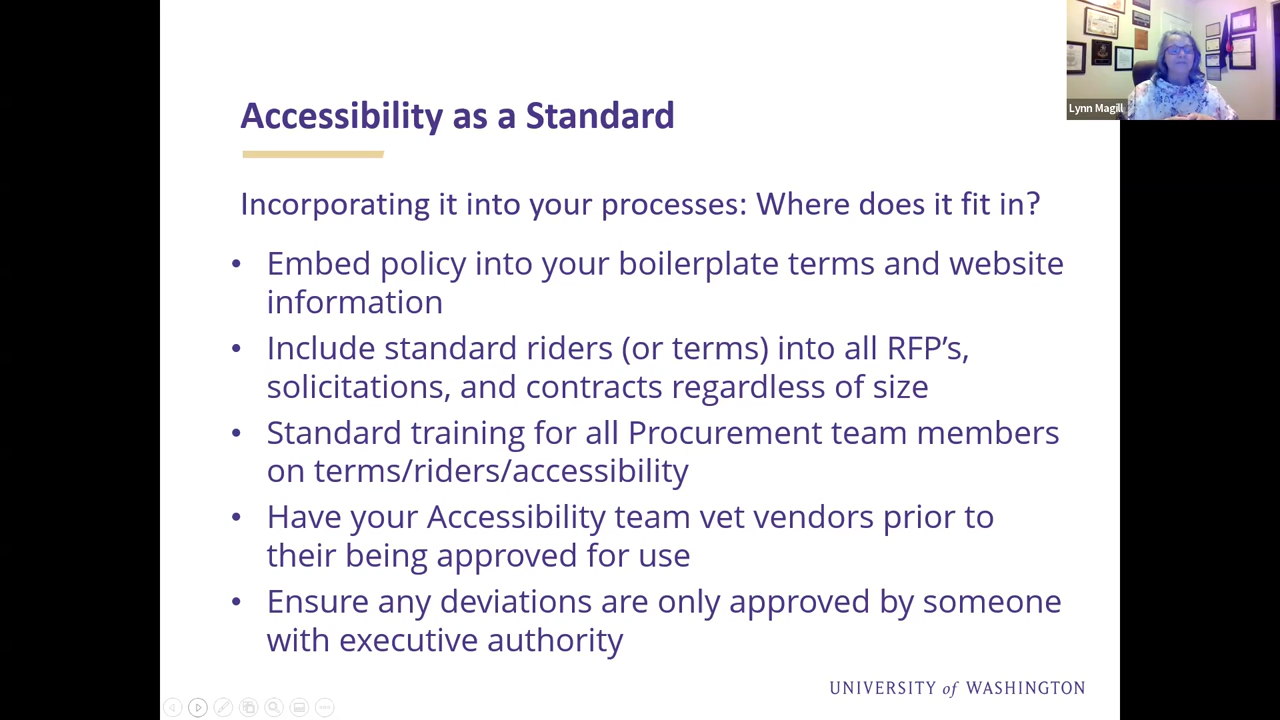 Accessibility as a Standard
Incorporating it into your processes: Where does it fit in?
• Embed policy into your boilerplate terms and website
information
• Include standard riders (or terms) into all RFP’s,
solicitations, and contracts regardless of size
• Standard training for all Procurement team members
on terms/riders/accessibility
• Have your Accessibility team vet vendors prior to
their being approved for use
• Ensure any deviations are only approved by someone
with executive authority
UNIVERSITY of WASHINGTON
Lynn Magill